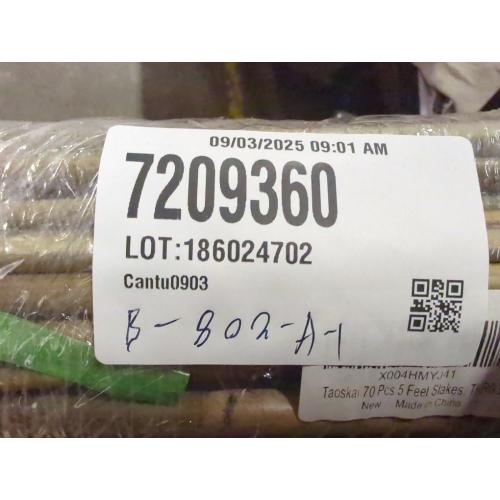 09/03/2025 09:01 AM
7209360
LOT:186024702
Cantu0903
B-802-A-1
X004HMYJ41
Taoskai 70 Pcs 5 Feet Stakes,
New Made in China